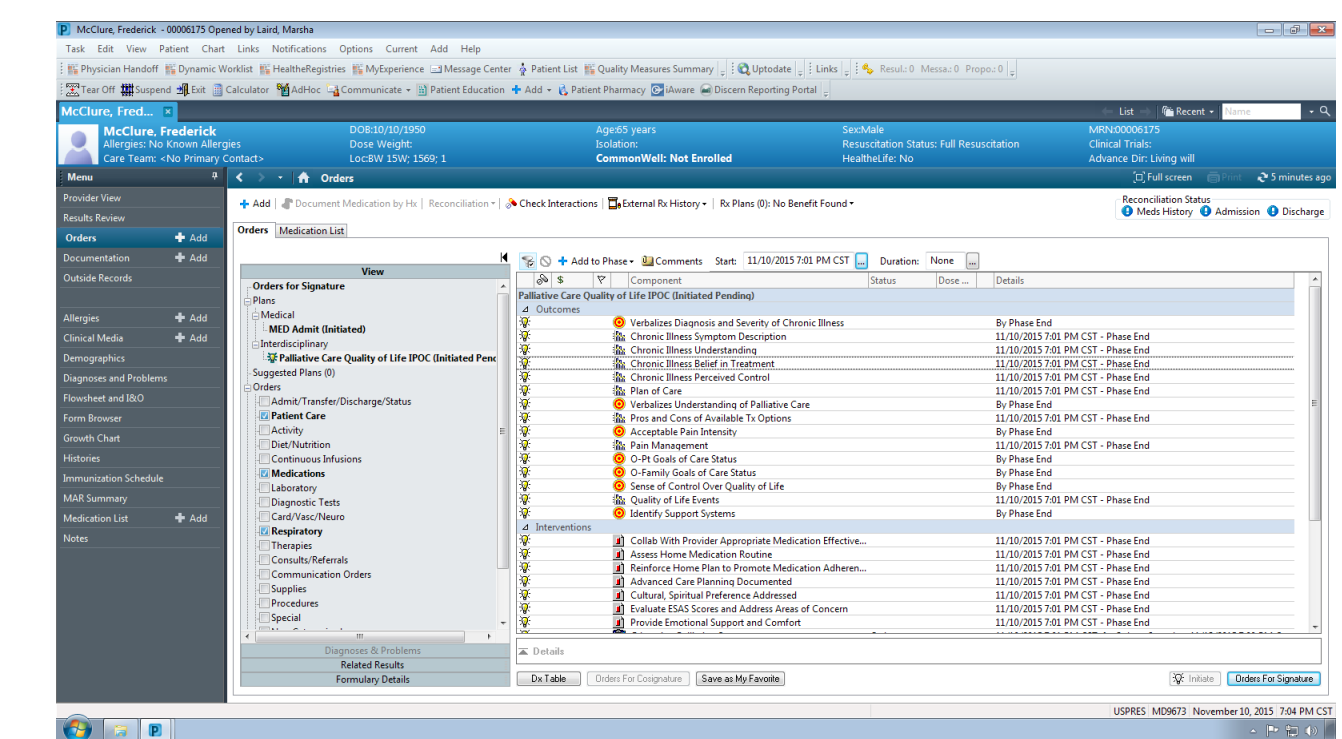 McClure, Frederick - 00006175 Opened by Laird, Marsha
Task Edit View Patient Chart Links Notifications Options Current Add Help
Physician Handoff Dynamic Worklist HealtheRegistries MyExperience Message Center Patient List Quality Measures Summary Uptodate Links Resul.: 0 Messa.: 0 Propo.: 0
Tear Off Suspend Exit Calculator AdHoc Communicate Patient Education Add Patient Pharmacy iAware Discern Reporting Portal
McClure, Fred... List Recent Name
McClure, Frederick DOB:10/10/1950 Age:65 years Sex:Male MRN:00006175
Allergies: No Known Allergies Dose Weight: Isolation: Resuscitation Status: Full Resuscitation Clinical Trials:
Care Team: <No Primary Contact> Loc:BW 15W; 1569; 1 CommonWell: Not Enrolled HealtheLife: No Advance Dir: Living will
Menu Orders Full screen Print 5 minutes ago
Provider View
Results Review
Orders Add
Documentation Add
Outside Records
Allergies Add
Clinical Media Add
Demographics
Diagnoses and Problems
Flowsheet and I&O
Form Browser
Growth Chart
Histories
Immunization Schedule
MAR Summary
Medication List Add
Notes
Add Document Medication by Hx Reconciliation Check Interactions External Rx History Rx Plans (0): No Benefit Found
Reconciliation Status
Meds History Admission Discharge
Orders Medication List
View
Orders for Signature
Plans
Medical
MED Admit (Initiated)
Interdisciplinary
Palliative Care Quality of Life IPOC (Initiated Penc
Suggested Plans (0)
Orders
Admit/Transfer/Discharge/Status
Patient Care
Activity
Diet/Nutrition
Continuous Infusions
Medications
Laboratory
Diagnostic Tests
Card/Vasc/Neuro
Respiratory
Therapies
Consults/Referrals
Communication Orders
Supplies
Procedures
Special
Diagnoses & Problems
Related Results
Formulary Details
Add to Phase Comments Start: 11/10/2015 7:01 PM CST ... Duration: None ...
$ Component Status Dose ... Details
Palliative Care Quality of Life IPOC (Initiated Pending)
Outcomes
Verbalizes Diagnosis and Severity of Chronic Illness By Phase End
Chronic Illness Symptom Description 11/10/2015 7:01 PM CST - Phase End
Chronic Illness Understanding 11/10/2015 7:01 PM CST - Phase End
Chronic Illness Belief in Treatment 11/10/2015 7:01 PM CST - Phase End
Chronic Illness Perceived Control 11/10/2015 7:01 PM CST - Phase End
Plan of Care 11/10/2015 7:01 PM CST - Phase End
Verbalizes Understanding of Palliative Care By Phase End
Pros and Cons of Available Tx Options 11/10/2015 7:01 PM CST - Phase End
Acceptable Pain Intensity By Phase End
Pain Management 11/10/2015 7:01 PM CST - Phase End
O-Pt Goals of Care Status By Phase End
O-Family Goals of Care Status By Phase End
Sense of Control Over Quality of Life By Phase End
Quality of Life Events 11/10/2015 7:01 PM CST - Phase End
Identify Support Systems By Phase End
Interventions
Collab With Provider Appropriate Medication Effective... 11/10/2015 7:01 PM CST - Phase End
Assess Home Medication Routine 11/10/2015 7:01 PM CST - Phase End
Reinforce Home Plan to Promote Medication Adheren... 11/10/2015 7:01 PM CST - Phase End
Advanced Care Planning Documented 11/10/2015 7:01 PM CST - Phase End
Cultural, Spiritual Preference Addressed 11/10/2015 7:01 PM CST - Phase End
Evaluate ESAS Scores and Address Areas of Concern 11/10/2015 7:01 PM CST - Phase End
Provide Emotional Support and Comfort 11/10/2015 7:01 PM CST - Phase End
Details
Dx Table Orders For Cosignature Save as My Favorite Initiate Orders For Signature
USPRES MD9673 November 10, 2015 7:04 PM CST